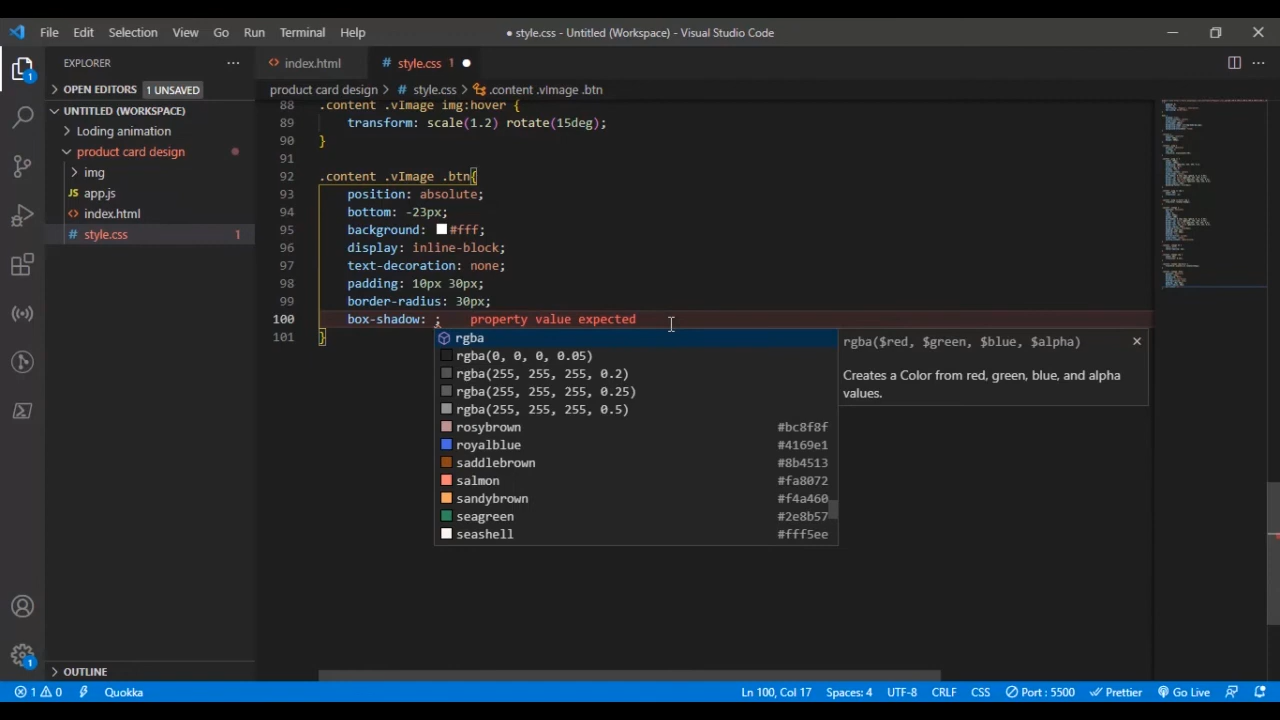 File Edit Selection View Go Run Terminal Help
● style.css - Untitled (Workspace) - Visual Studio Code
EXPLORER
index.html
# style.css 1
OPEN EDITORS 1 UNSAVED
product card design > # style.css > .content .vImage .btn
UNTITLED (WORKSPACE)
Loding animation
product card design
img
JS app.js
<> index.html
# style.css 1
88 .content .vImage img:hover {
89 transform: scale(1.2) rotate(15deg);
90 }
91
92 .content .vImage .btn{
93 position: absolute;
94 bottom: -23px;
95 background: #fff;
96 display: inline-block;
97 text-decoration: none;
98 padding: 10px 30px;
99 border-radius: 30px;
100 box-shadow: ; property value expected
101 }
rgba
rgba(0, 0, 0, 0.05)
rgba(255, 255, 255, 0.2)
rgba(255, 255, 255, 0.25)
rgba(255, 255, 255, 0.5)
rosybrown #bc8f8f
royalblue #4169e1
saddlebrown #8b4513
salmon #fa8072
sandybrown #f4a460
seagreen #2e8b57
seashell #fff5ee
rgba($red, $green, $blue, $alpha)
Creates a Color from red, green, blue, and alpha
values.
1
1
OUTLINE
1 0 Quokka Ln 100, Col 17 Spaces: 4 UTF-8 CRLF CSS Port : 5500 Prettier Go Live